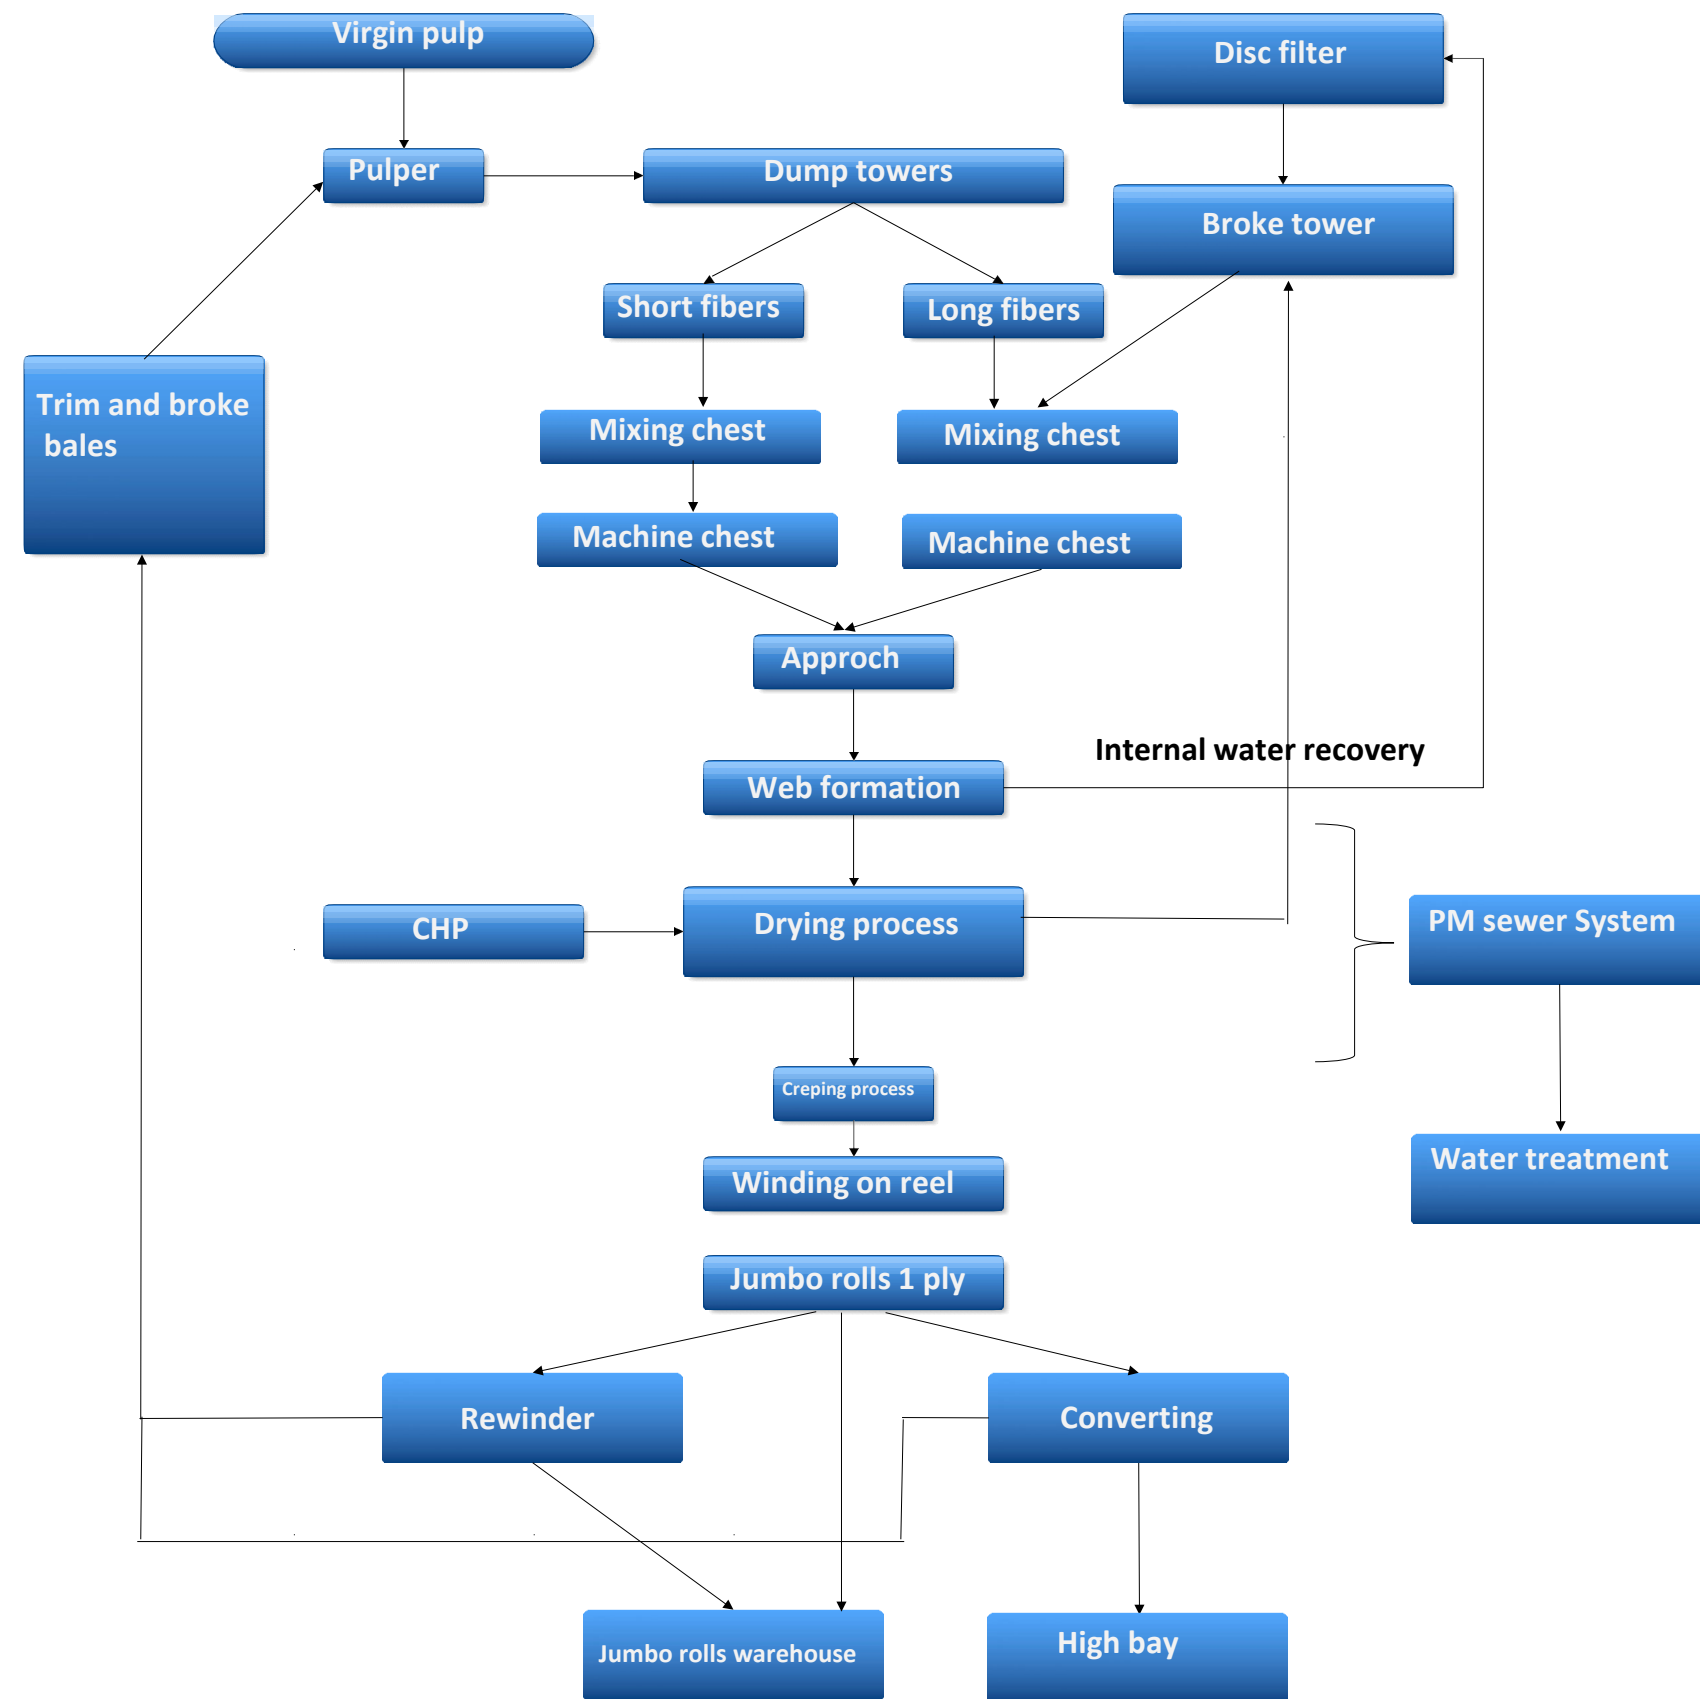 Virgin pulp
Disc filter
Pulper
Dump towers
Broke tower
Short fibers
Long fibers
Trim and broke
bales
Mixing chest
Mixing chest
Machine chest
Machine chest
Approch
Internal water recovery
Web formation
CHP
Drying process
PM sewer System
Creping process
Water treatment
Winding on reel
Jumbo rolls 1 ply
Rewinder
Converting
Jumbo rolls warehouse
High bay